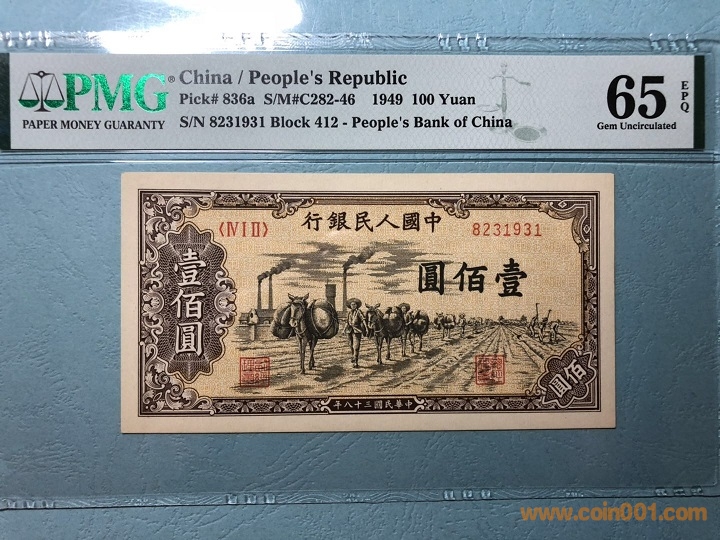 PMG®
PAPER MONEY GUARANTY
China / People's Republic
Pick# 836a S/M#C282-46 1949 100 Yuan
S/N 8231931 Block 412 - People's Bank of China
65 EPQ
Gem Uncirculated
行銀民人國中
〈ⅣⅠⅡ〉
8231931
圓佰壹
壹佰圓
佰圓
年八十三國民華中
www.coin001.com